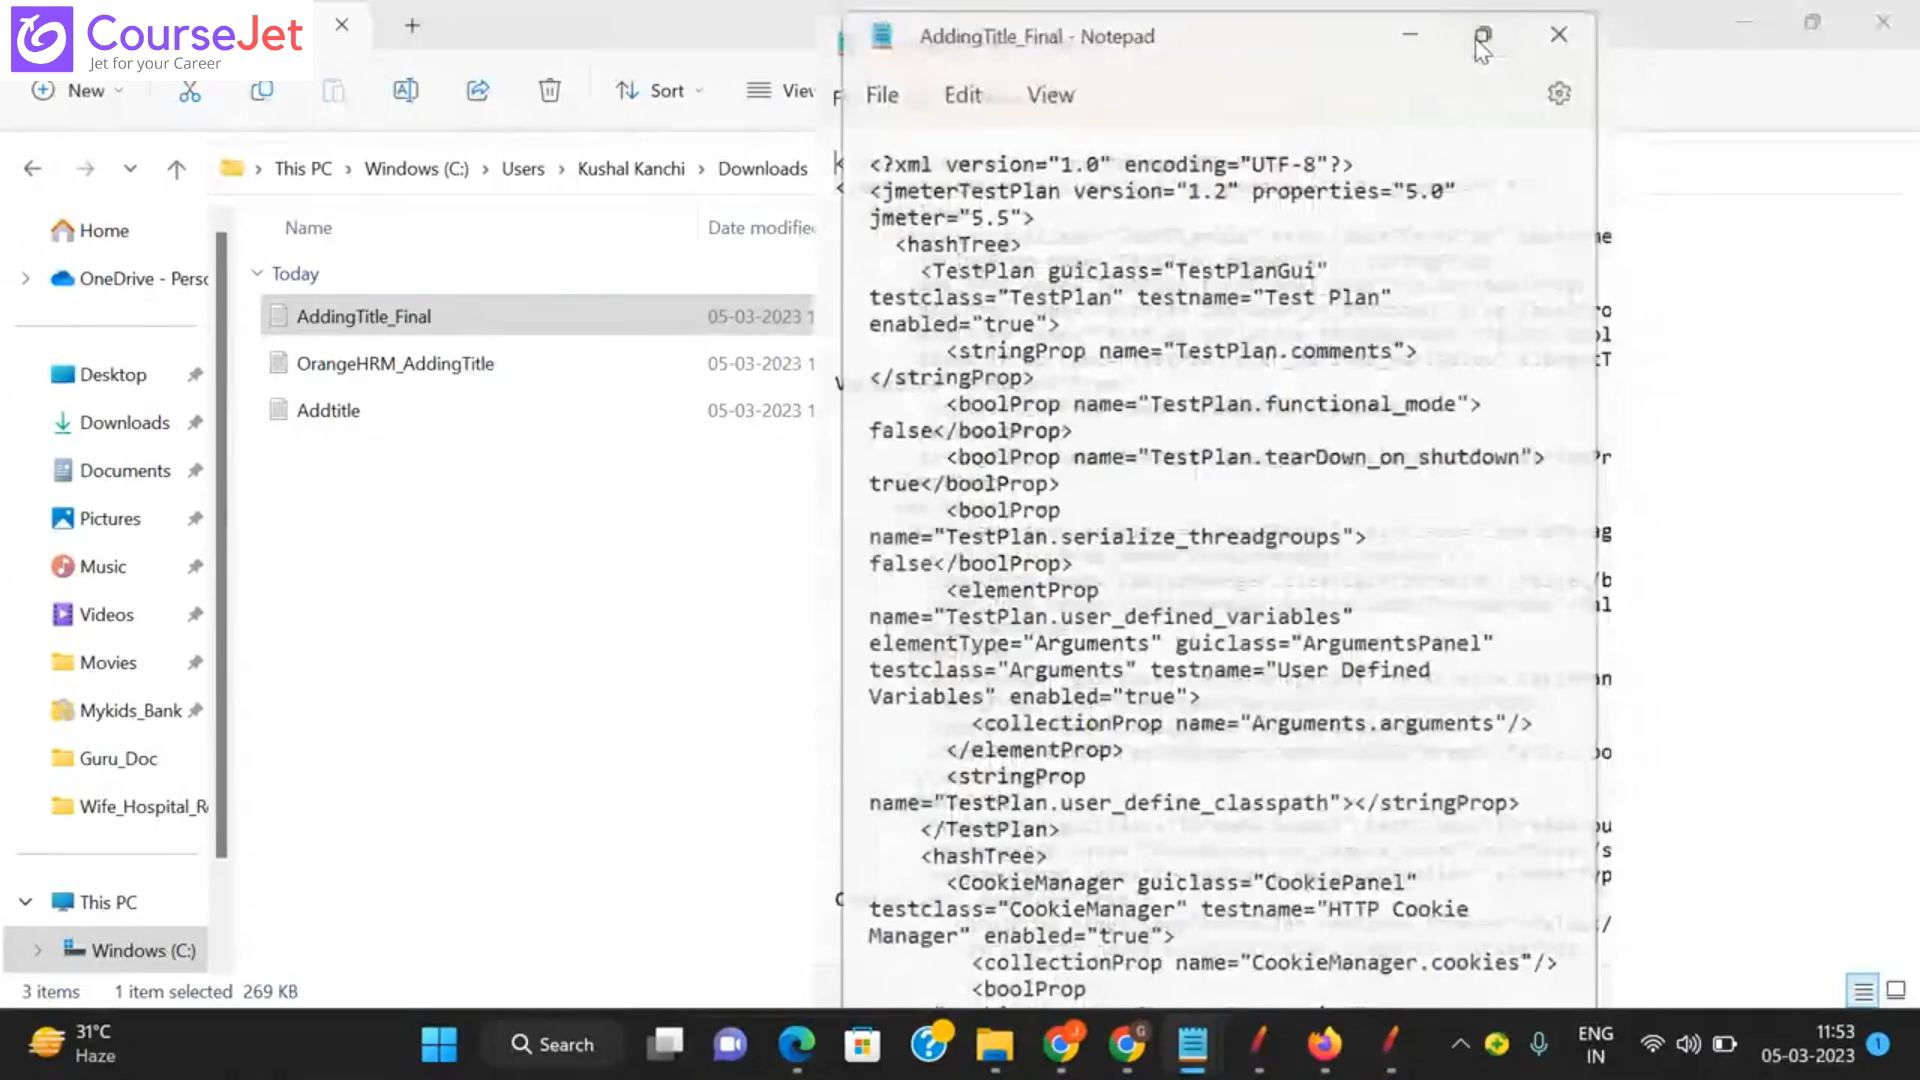 CourseJet
Jet for your Career
New
Sort
View
This PC
Windows (C:)
Users
Kushal Kanchi
Downloads
Home
OneDrive - Perso
Desktop
Downloads
Documents
Pictures
Music
Videos
Movies
Mykids_Bank
Guru_Doc
Wife_Hospital_Re
This PC
Windows (C:)
Name
Date modified
Today
AddingTitle_Final 05-03-2023 1
OrangeHRM_AddingTitle 05-03-2023 1
Addtitle 05-03-2023 1
3 items 1 item selected 269 KB
AddingTitle_Final - Notepad
File Edit View
<?xml version="1.0" encoding="UTF-8"?>
<jmeterTestPlan version="1.2" properties="5.0"
jmeter="5.5">
<hashTree>
<TestPlan guiclass="TestPlanGui"
testclass="TestPlan" testname="Test Plan"
enabled="true">
<stringProp name="TestPlan.comments">
</stringProp>
<boolProp name="TestPlan.functional_mode">
false</boolProp>
<boolProp name="TestPlan.tearDown_on_shutdown">
true</boolProp>
<boolProp
name="TestPlan.serialize_threadgroups">
false</boolProp>
<elementProp
name="TestPlan.user_defined_variables"
elementType="Arguments" guiclass="ArgumentsPanel"
testclass="Arguments" testname="User Defined
Variables" enabled="true">
<collectionProp name="Arguments.arguments"/>
</elementProp>
<stringProp
name="TestPlan.user_define_classpath"></stringProp>
</TestPlan>
<hashTree>
<CookieManager guiclass="CookiePanel"
testclass="CookieManager" testname="HTTP Cookie
Manager" enabled="true">
<collectionProp name="CookieManager.cookies"/>
<boolProp
31°C
Haze
Search
ENG
IN
11:53
05-03-2023
1